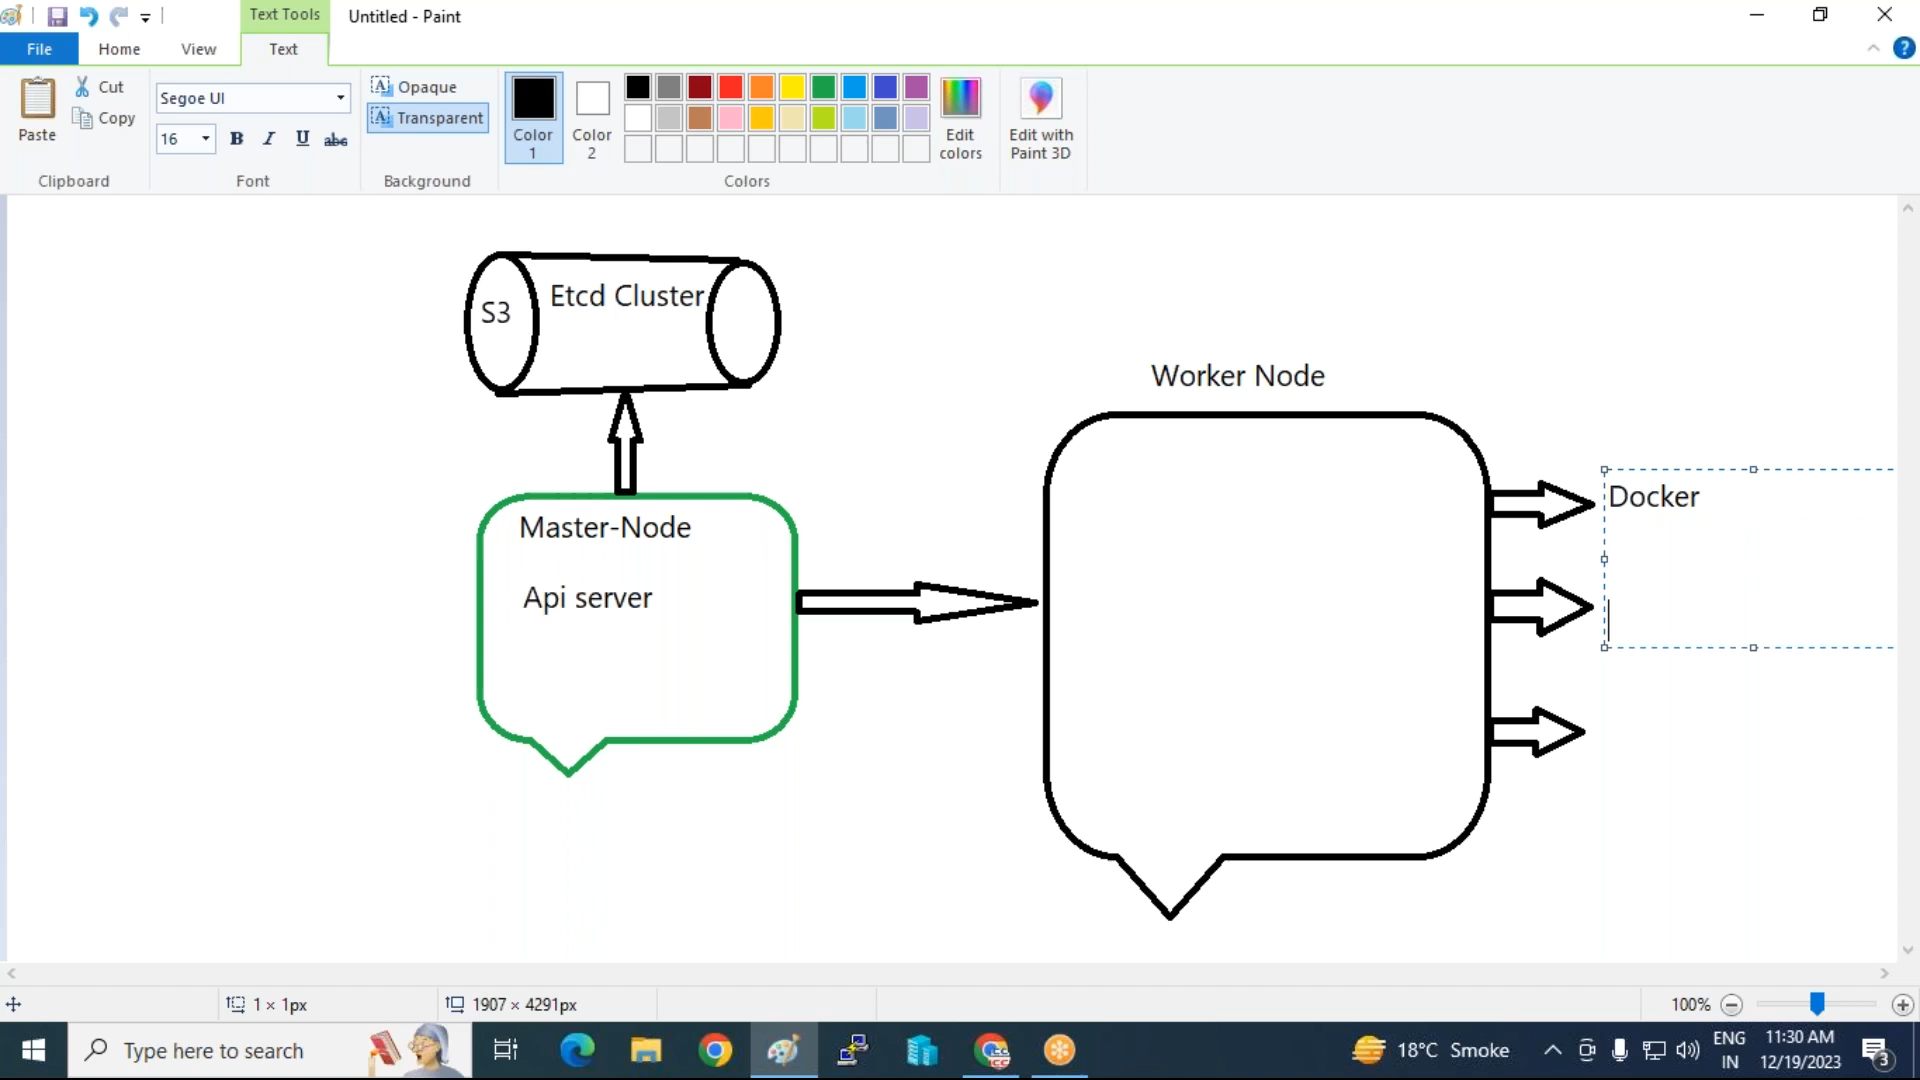 Text Tools
Untitled - Paint
File
Home
View
Text
Paste
Cut
Copy
Clipboard
Segoe UI
16
B
I
U
abc
Font
Opaque
Transparent
Background
Color
1
Color
2
Edit
colors
Colors
Edit with
Paint 3D
S3
Etcd Cluster
Worker Node
Docker
Master-Node
Api server
1 × 1px
1907 × 4291px
100%
Type here to search
18°C Smoke
ENG
IN
11:30 AM
12/19/2023
3